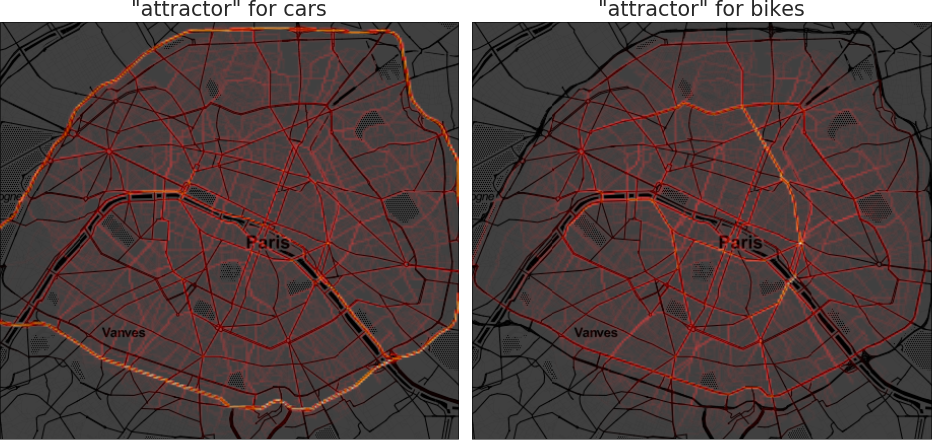 "attractor" for cars
"attractor" for bikes
Paris
Vanves
Paris
Vanves